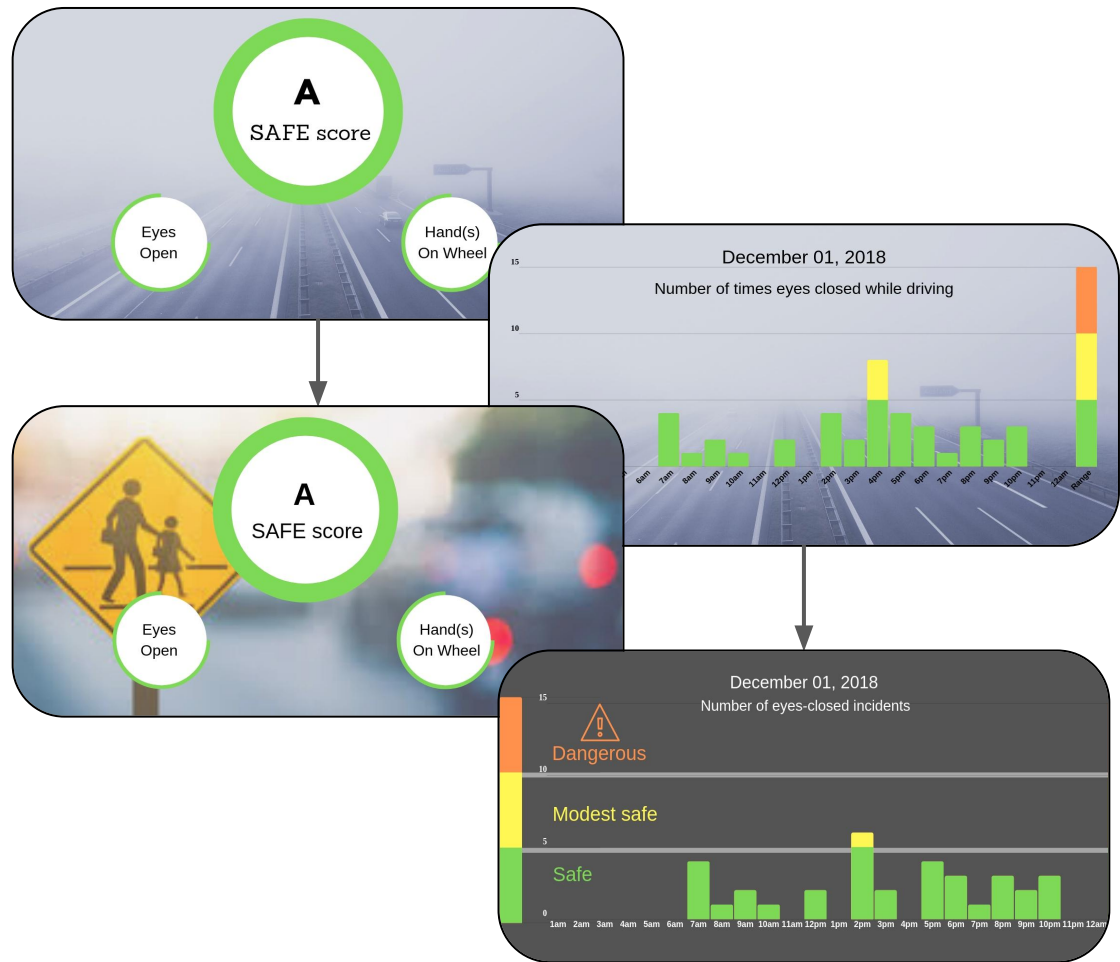 A
SAFE score
Eyes
Open
Hand(s)
On Wheel
December 01, 2018
Number of times eyes closed while driving
15
10
5
6am 7am 8am 9am 10am 11am 12pm 1pm 2pm 3pm 4pm 5pm 6pm 7pm 8pm 9pm 10pm 11pm 12am Range
A
SAFE score
Eyes
Open
Hand(s)
On Wheel
December 01, 2018
Number of eyes-closed incidents
15
Dangerous
10
Modest safe
5
Safe
0
1am 2am 3am 4am 5am 6am 7am 8am 9am 10am 11am 12pm 1pm 2pm 3pm 4pm 5pm 6pm 7pm 8pm 9pm 10pm 11pm 12am